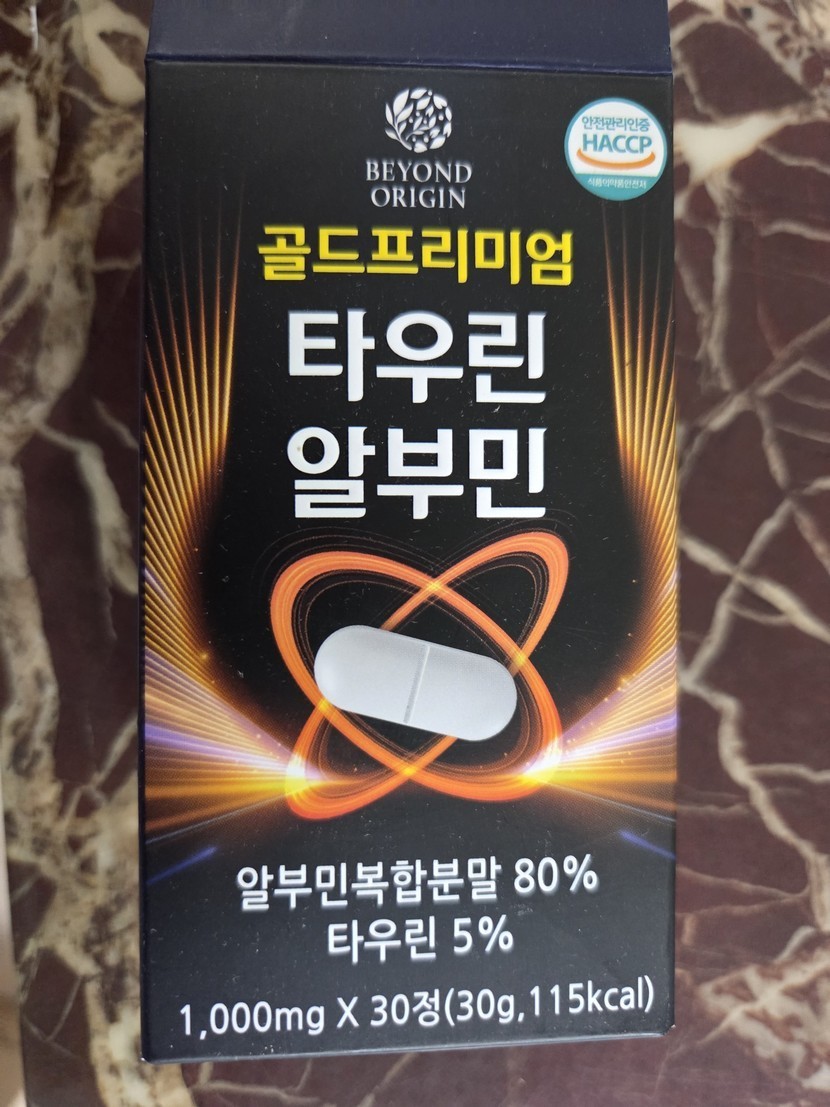 BEYOND
ORIGIN
안전관리인증
HACCP
식품의약품안전처
골드프리미엄
타우린
알부민
알부민복합분말 80%
타우린 5%
1,000mg X 30정(30g,115kcal)